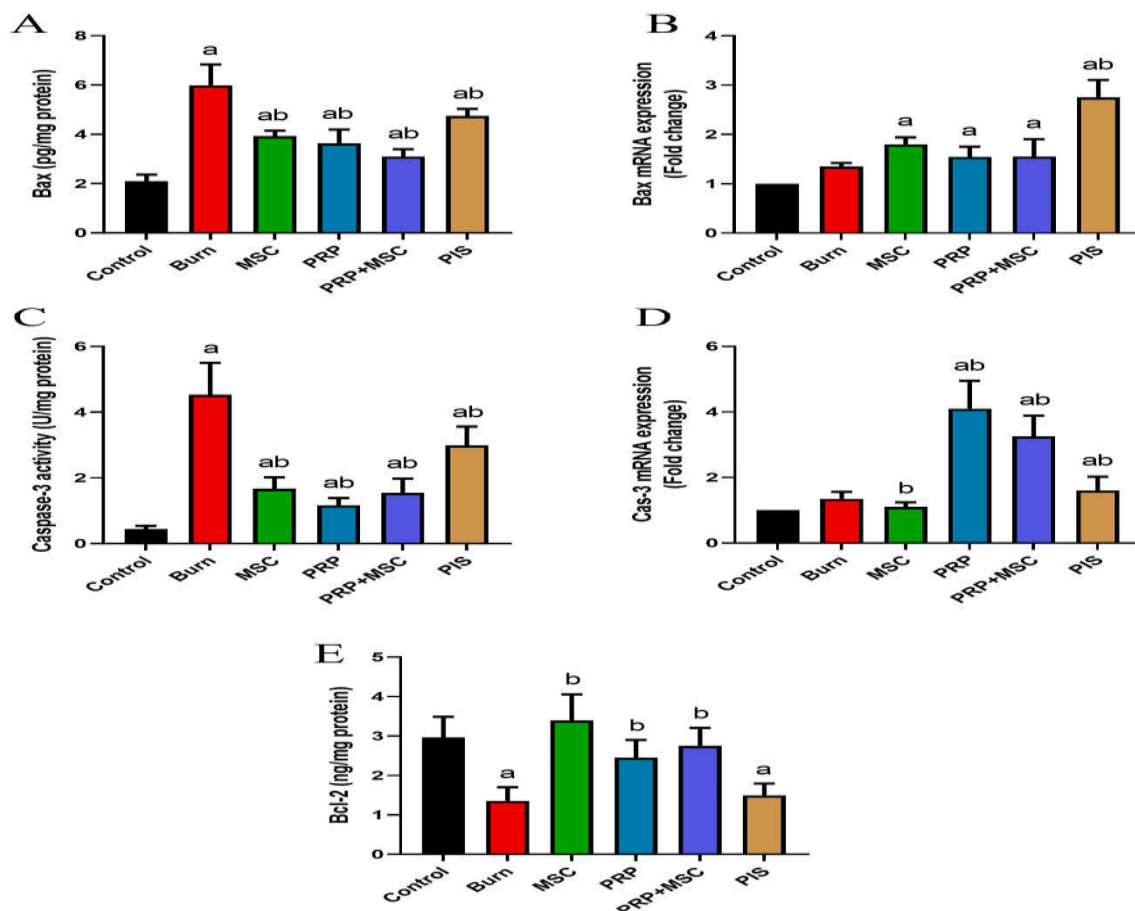 A
Bax (pg/mg protein)
8
6
4
2
0
a
ab
ab
ab
ab
Control
Burn
MSC
PRP
PRP+MSC
PIS
B
Bax mRNA expression
(Fold change)
4
3
2
1
0
a
a
a
ab
Control
Burn
MSC
PRP
PRP+MSC
PIS
C
Caspase-3 activity (U/mg protein)
6
4
2
0
a
ab
ab
ab
ab
Control
Burn
MSC
PRP
PRP+MSC
PIS
D
Cas-3 mRNA expression
(Fold change)
6
4
2
0
b
ab
ab
ab
Control
Burn
MSC
PRP
PRP+MSC
PIS
E
Bcl-2 (ng/mg protein)
5
4
3
2
1
0
a
b
b
b
a
Control
Burn
MSC
PRP
PRP+MSC
PIS